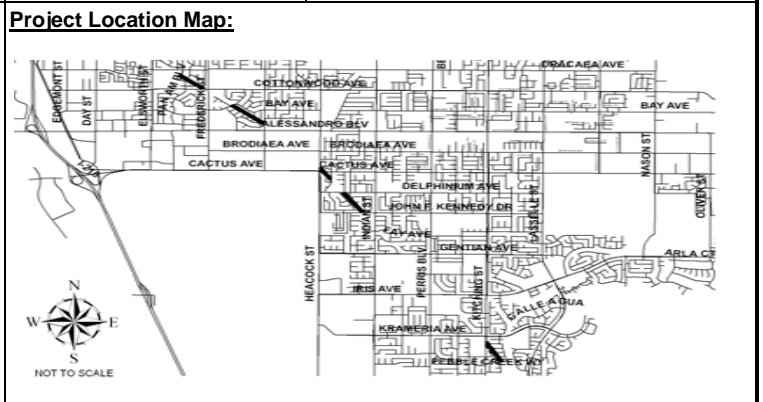 Project Location Map:
DRACAEA AVE
EDGEMONT ST
DAY ST
ELSWORTH ST
FREDERICK
COTTONWOOD AVE
BAY AVE
BAY AVE
ALESSANDRO BLV
BRODIAEA AVE
BRODIAEA AVE
CACTUS AVE
CACTUS AVE
NASON ST
OLIVER ST
DELPHINIUM AVE
JOHN F KENNEDY DR
INDIAN ST
LASSELLE ST
FAY AVE
GENTIAN AVE
ARLA CT
HEACOCK ST
PERRIS BLV
KITCHING ST
IRIS AVE
CALLE AGUA
KRAMERIA AVE
PEBBLE CREEK WY
N
W E
S
NOT TO SCALE